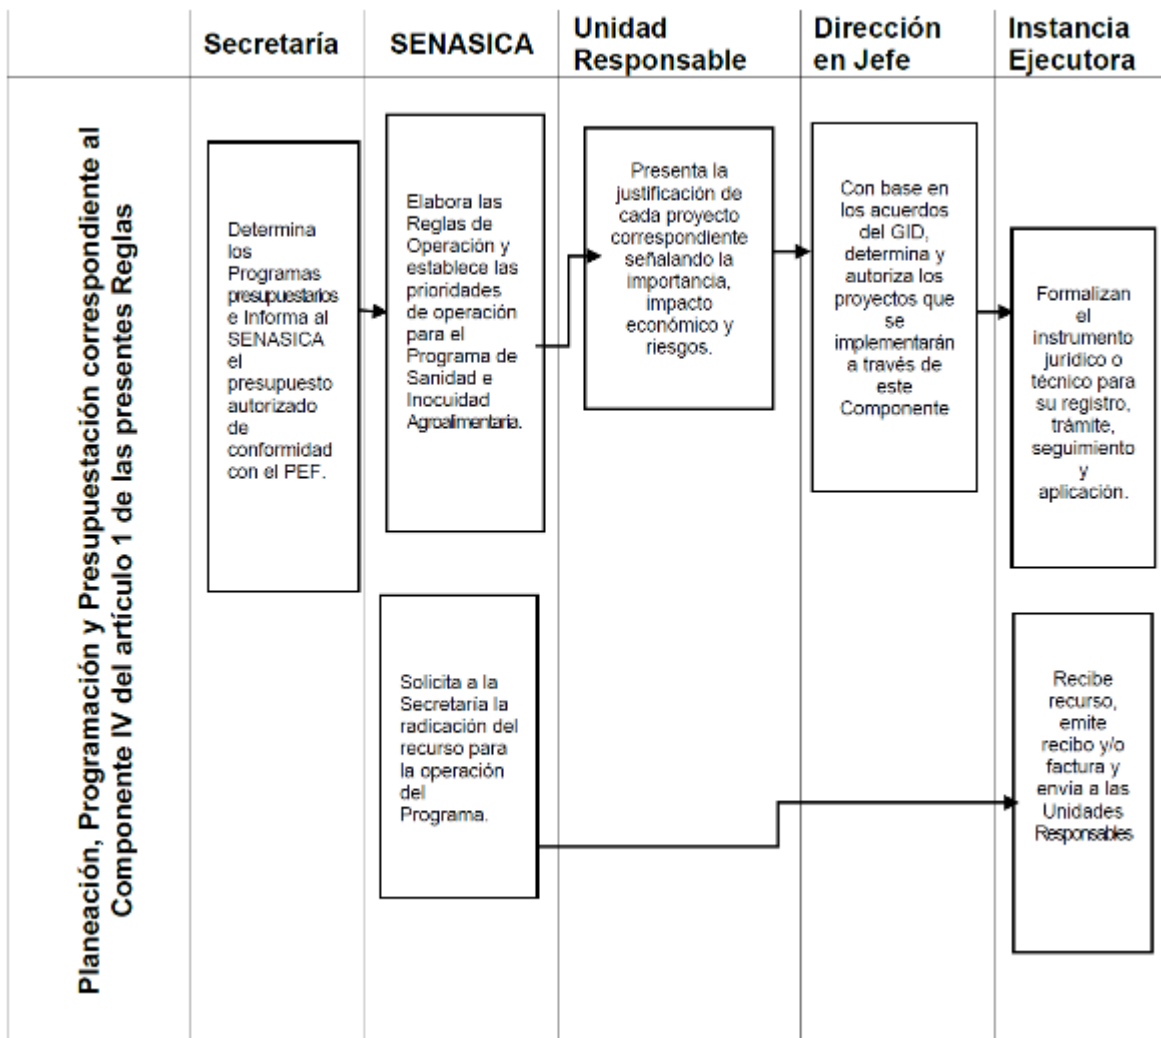 Secretaría
SENASICA
Unidad
Responsable
Dirección
en Jefe
Instancia
Ejecutora
Planeación, Programación y Presupuestación correspondiente al
Componente IV del artículo 1 de las presentes Reglas
Determina
los
Programas
presupuestarios
e Informa al
SENASICA
el
presupuesto
autorizado
de
conformidad
con el PEF.
Elabora las
Reglas de
Operación y
establece las
prioridades
de operación
para el
Programa de
Sanidad e
Inocuidad
Agroalimentaria.
Presenta la
justificación de
cada proyecto
correspondiente
señalando la
importancia,
impacto
económico y
riesgos.
Con base en
los acuerdos
del GID,
determina y
autoriza los
proyectos que
se
implementarán
a través de
este
Componente
Formalizan
el
instrumento
jurídico o
técnico para
su registro,
trámite,
seguimiento
y
aplicación.
Solicita a la
Secretaría la
radicación del
recurso para
la operación
del
Programa.
Recibe
recurso,
emite
recibo y/o
factura y
envía a las
Unidades
Responsables